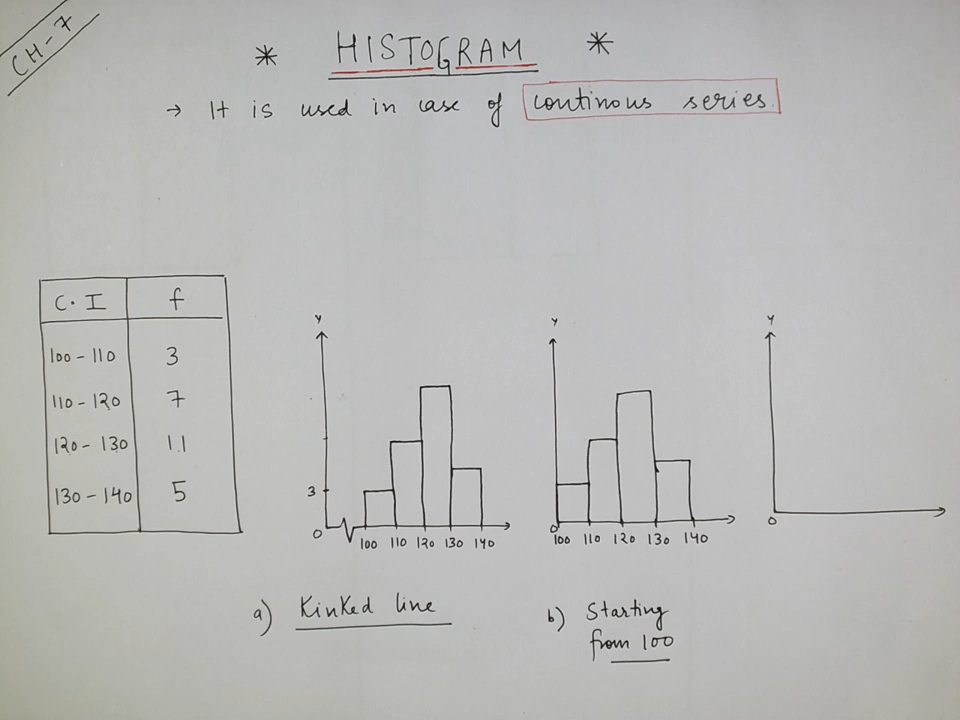 CH-7
* HISTOGRAM *
→ It is used in case of continous series.
C.I f
100 - 110 3
110 - 120 7
120 - 130 11
130 - 140 5
Y
3
0
100 110 120 130 140
a) Kinked line
Y
0
100 110 120 130 140
b) Starting
from 100
Y
0